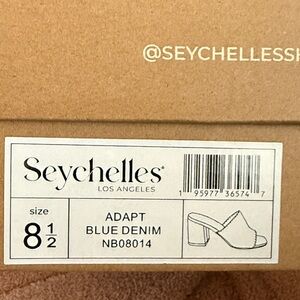 @SEYCHELLESSH
Seychelles
LOS ANGELES
1 95977 36574 7
size
8 1/2
ADAPT
BLUE DENIM
NB08014